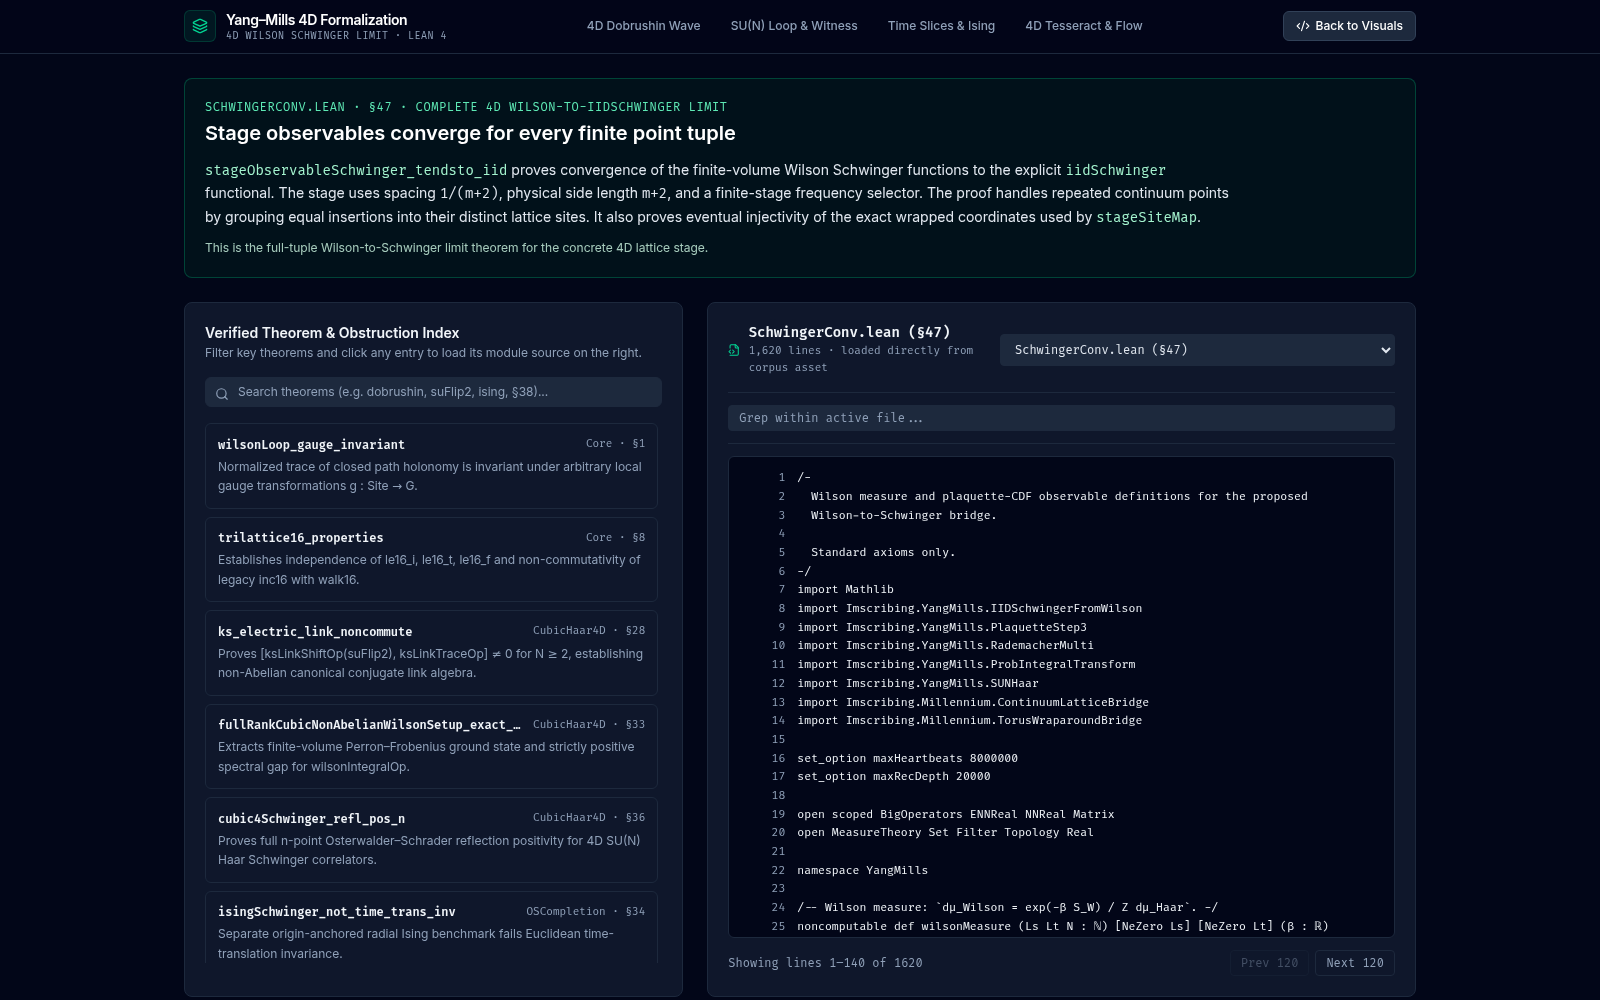 Yang–Mills 4D Formalization
4D WILSON SCHWINGER LIMIT · LEAN 4
4D Dobrushin Wave
SU(N) Loop & Witness
Time Slices & Ising
4D Tesseract & Flow
</> Back to Visuals
SCHWINGERCONV.LEAN · §47 · COMPLETE 4D WILSON-TO-IIDSCHWINGER LIMIT
Stage observables converge for every finite point tuple
stageObservableSchwinger_tendsto_iid proves convergence of the finite-volume Wilson Schwinger functions to the explicit iidSchwinger
functional. The stage uses spacing 1/(m+2), physical side length m+2, and a finite-stage frequency selector. The proof handles repeated continuum points
by grouping equal insertions into their distinct lattice sites. It also proves eventual injectivity of the exact wrapped coordinates used by stageSiteMap.
This is the full-tuple Wilson-to-Schwinger limit theorem for the concrete 4D lattice stage.
Verified Theorem & Obstruction Index
Filter key theorems and click any entry to load its module source on the right.
Search theorems (e.g. dobrushin, suFlip2, ising, §38)...
wilsonLoop_gauge_invariant
Core · §1
Normalized trace of closed path holonomy is invariant under arbitrary local
gauge transformations g : Site → G.
trilattice16_properties
Core · §8
Establishes independence of le16_i, le16_t, le16_f and non-commutativity of
legacy inc16 with walk16.
ks_electric_link_noncommute
CubicHaar4D · §28
Proves [ksLinkShiftOp(suFlip2), ksLinkTraceOp] ≠ 0 for N ≥ 2, establishing
non-Abelian canonical conjugate link algebra.
fullRankCubicNonAbelianWilsonSetup_exact_…
CubicHaar4D · §33
Extracts finite-volume Perron–Frobenius ground state and strictly positive
spectral gap for wilsonIntegralOp.
cubic4Schwinger_refl_pos_n
CubicHaar4D · §36
Proves full n-point Osterwalder–Schrader reflection positivity for 4D SU(N)
Haar Schwinger correlators.
isingSchwinger_not_time_trans_inv
OSCompletion · §34
Separate origin-anchored radial Ising benchmark fails Euclidean time-
translation invariance.
SchwingerConv.lean (§47)
1,620 lines · loaded directly from
corpus asset
SchwingerConv.lean (§47)
Grep within active file...
1 /-
2 Wilson measure and plaquette-CDF observable definitions for the proposed
3 Wilson-to-Schwinger bridge.
4
5 Standard axioms only.
6 -/
7 import Mathlib
8 import Imscribing.YangMills.IIDSchwingerFromWilson
9 import Imscribing.YangMills.PlaquetteStep3
10 import Imscribing.YangMills.RademacherMulti
11 import Imscribing.YangMills.ProbIntegralTransform
12 import Imscribing.YangMills.SUNHaar
13 import Imscribing.Millennium.ContinuumLatticeBridge
14 import Imscribing.Millennium.TorusWraparoundBridge
15
16 set_option maxHeartbeats 8000000
17 set_option maxRecDepth 20000
18
19 open scoped BigOperators ENNReal NNReal Matrix
20 open MeasureTheory Set Filter Topology Real
21
22 namespace YangMills
23
24 /-- Wilson measure: `dμ_Wilson = exp(-β S_W) / Z dμ_Haar`. -/
25 noncomputable def wilsonMeasure (Ls Lt N : ℕ) [NeZero Ls] [NeZero Lt] (β : ℝ)
Showing lines 1–140 of 1620
Prev 120
Next 120